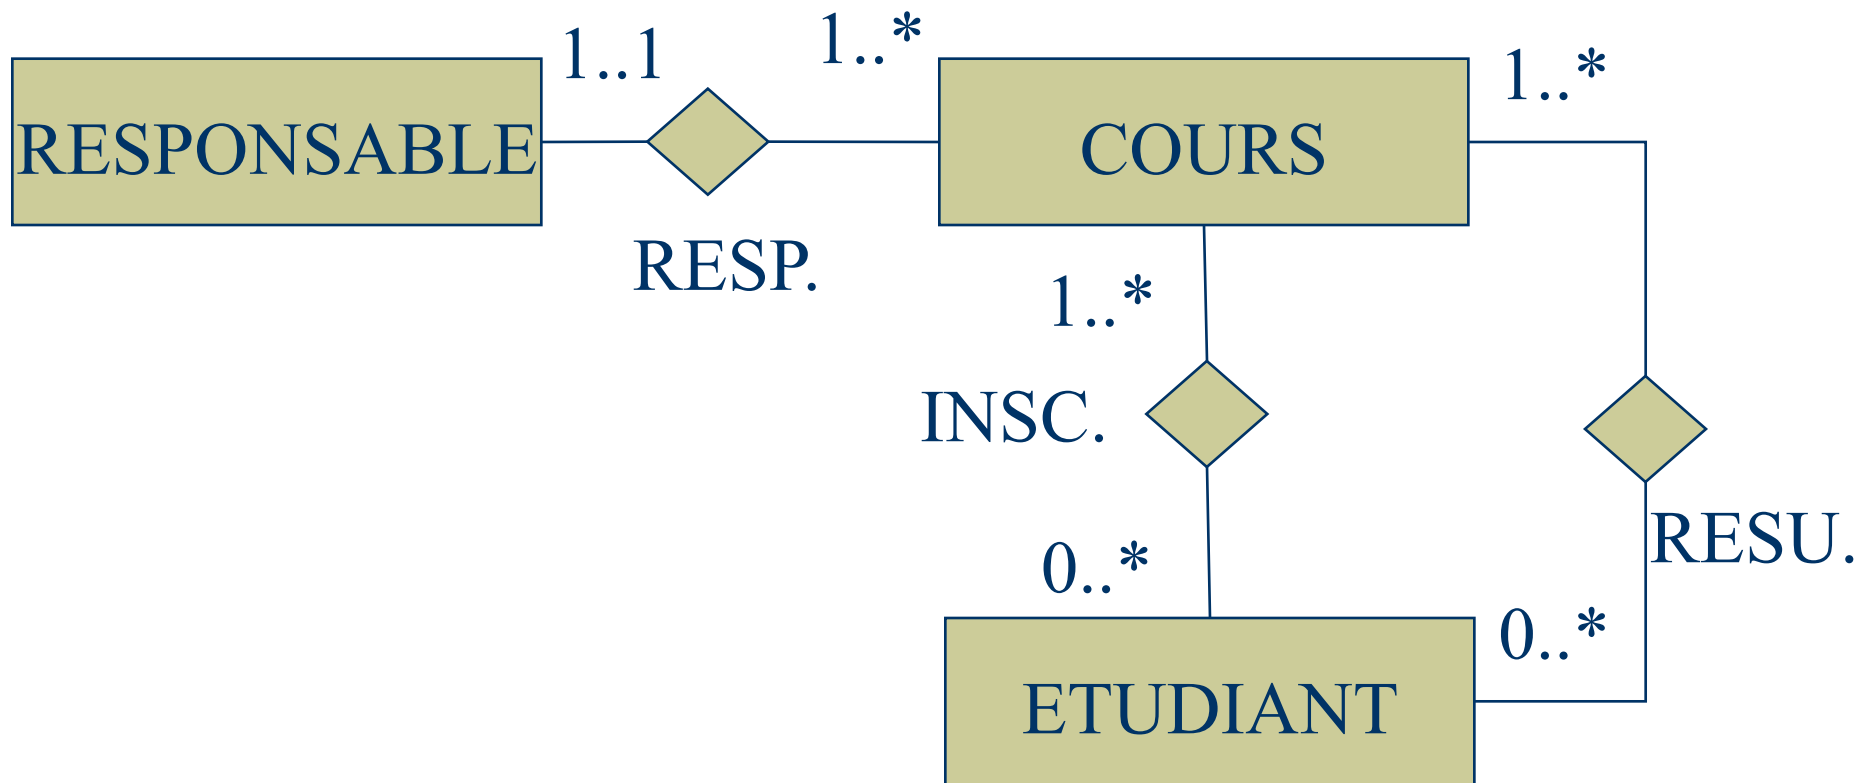 1..1
1..*
1..*
RESPONSABLE
COURS
RESP.
1..*
INSC.
RESU.
0..*
0..*
ETUDIANT